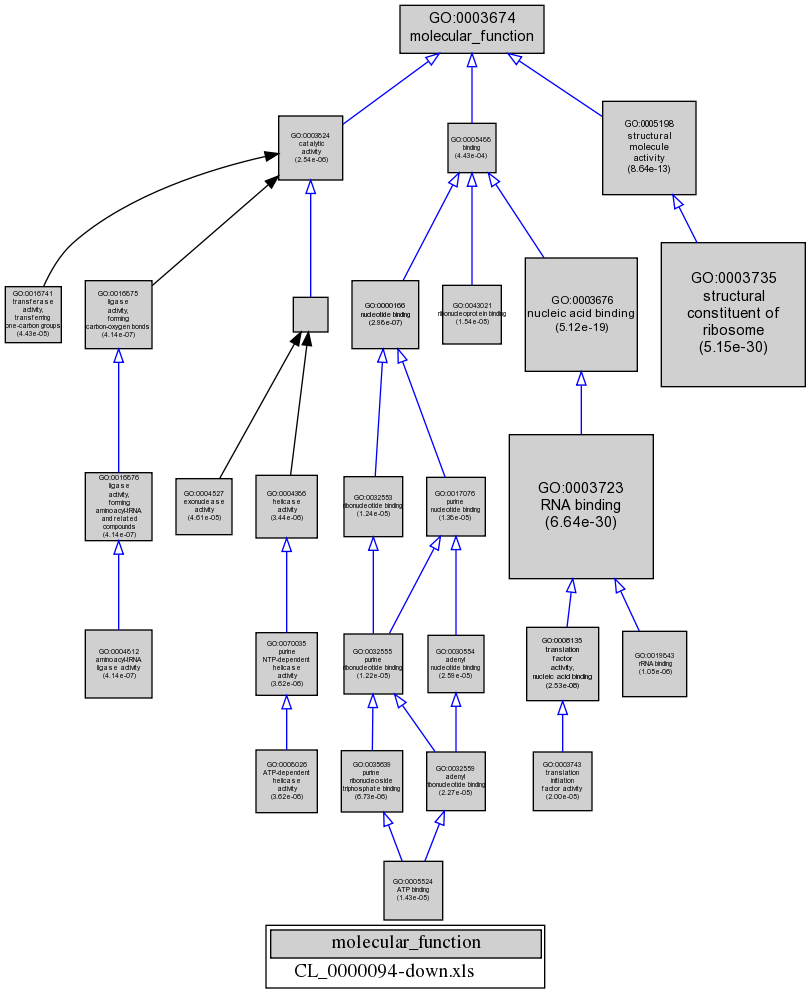 GO:0003674
molecular_function
GO:0003824
catalytic
activity
(2.54e-06)
GO:0005488
binding
(4.43e-04)
GO:0005198
structural
molecule
activity
(8.64e-13)
GO:0016741
transferase
activity,
transferring
one-carbon groups
(4.43e-05)
GO:0016875
ligase
activity,
forming
carbon-oxygen bonds
(4.14e-07)
GO:0000166
nucleotide binding
(2.96e-07)
GO:0043021
ribonucleoprotein binding
(1.54e-05)
GO:0003676
nucleic acid binding
(5.12e-19)
GO:0003735
structural
constituent of
ribosome
(5.15e-30)
GO:0016876
ligase
activity,
forming
aminoacyl-tRNA
and related
compounds
(4.14e-07)
GO:0004527
exonuclease
activity
(4.61e-05)
GO:0004386
helicase
activity
(3.44e-06)
GO:0032553
ribonucleotide binding
(1.24e-05)
GO:0017076
purine
nucleotide binding
(1.36e-05)
GO:0003723
RNA binding
(6.64e-30)
GO:0004812
aminoacyl-tRNA
ligase activity
(4.14e-07)
GO:0070035
purine
NTP-dependent
helicase
activity
(3.62e-06)
GO:0032555
purine
ribonucleotide binding
(1.22e-05)
GO:0030554
adenyl
nucleotide binding
(2.59e-05)
GO:0008135
translation
factor
activity,
nucleic acid binding
(2.53e-08)
GO:0019843
rRNA binding
(1.05e-06)
GO:0008026
ATP-dependent
helicase
activity
(3.62e-06)
GO:0035639
purine
ribonucleoside
triphosphate binding
(6.73e-06)
GO:0032559
adenyl
ribonucleotide binding
(2.27e-05)
GO:0003743
translation
initiation
factor activity
(2.00e-05)
GO:0005524
ATP binding
(1.43e-05)
molecular_function
CL_0000094-down.xls